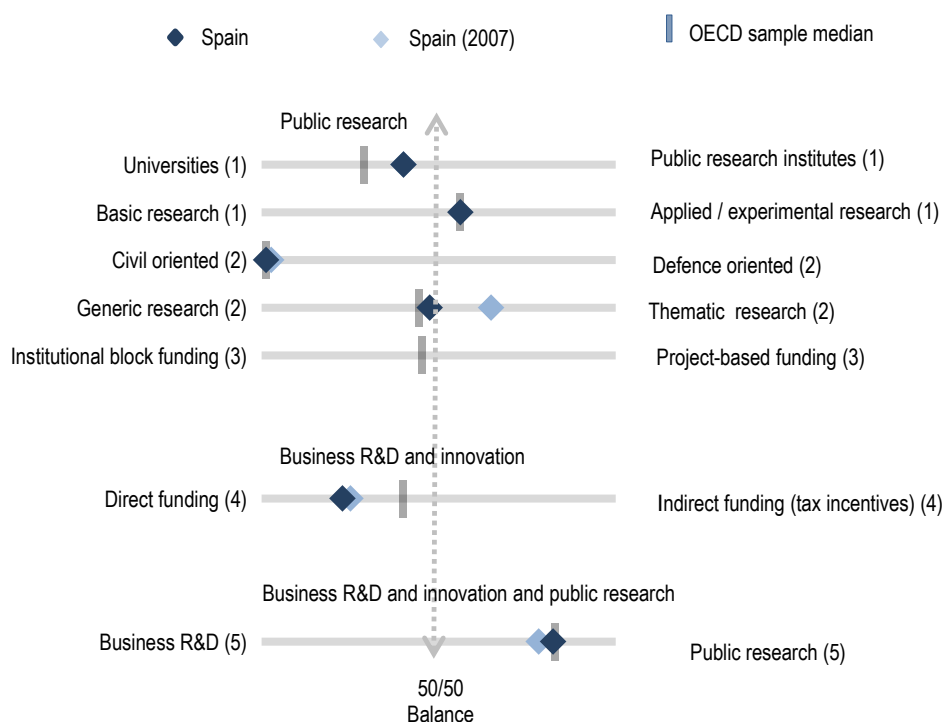 Spain
Spain (2007)
OECD sample median
Public research
Universities (1)
Public research institutes (1)
Basic research (1)
Applied / experimental research (1)
Civil oriented (2)
Defence oriented (2)
Generic research (2)
Thematic research (2)
Institutional block funding (3)
Project-based funding (3)
Business R&D and innovation
Direct funding (4)
Indirect funding (tax incentives) (4)
Business R&D and innovation and public research
Business R&D (5)
Public research (5)
50/50
Balance